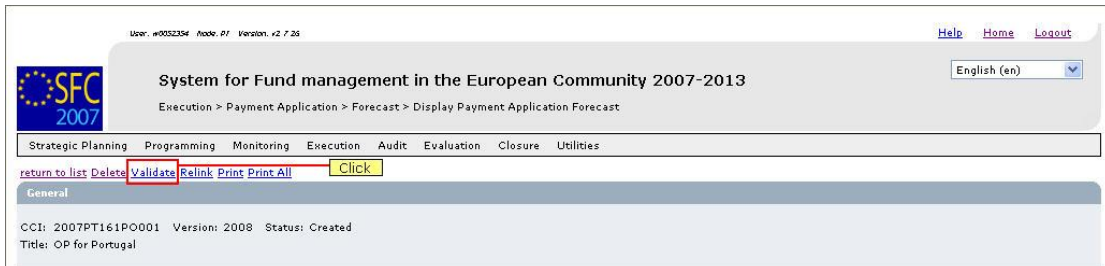 User. n0052354 Node. P1 Version. v2 7 26
Help Home Logout
SFC
2007
System for Fund management in the European Community 2007-2013
English (en)
Execution > Payment Application > Forecast > Display Payment Application Forecast
Strategic Planning Programming Monitoring Execution Audit Evaluation Closure Utilities
return to list Delete Validate Relink Print Print All
Click
General
CCI: 2007PT161PO001 Version: 2008 Status: Created
Title: OP for Portugal